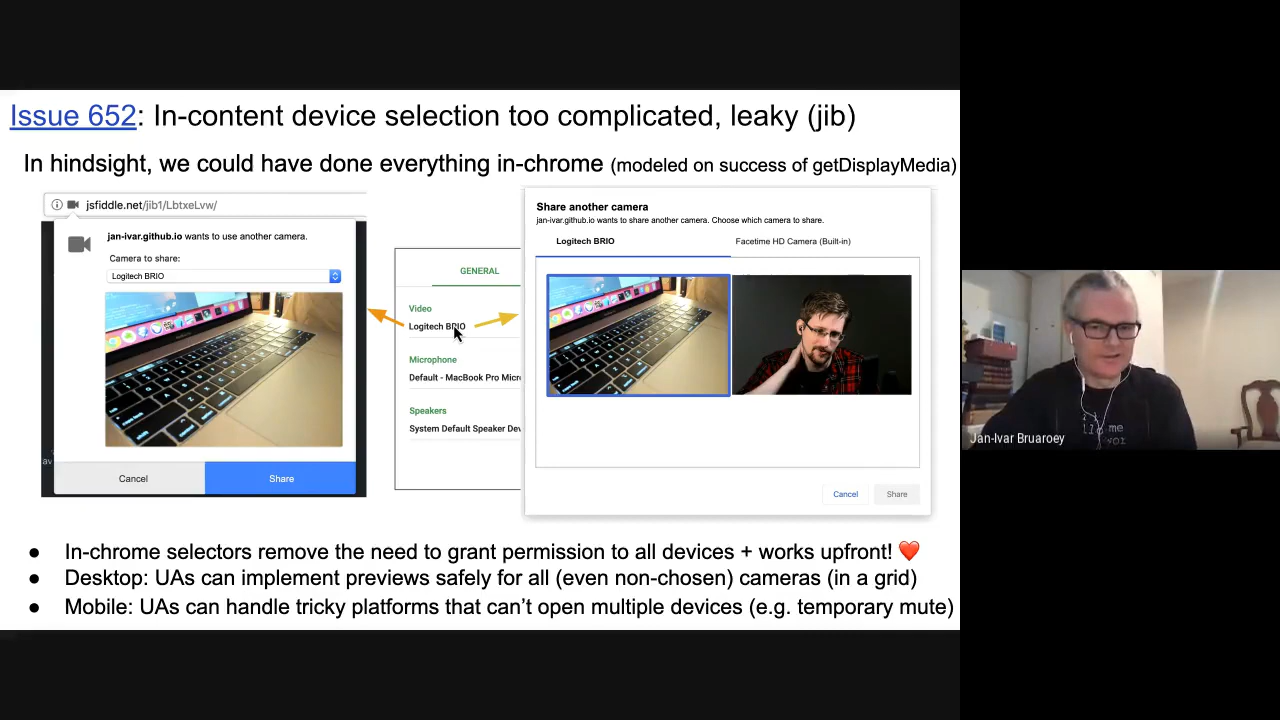 Issue 652: In-content device selection too complicated, leaky (jib)
In hindsight, we could have done everything in-chrome (modeled on success of getDisplayMedia)
jsfiddle.net/jib1/LbtxeLvw/
jan-ivar.github.io wants to use another camera.
Camera to share:
Logitech BRIO
Cancel
Share
GENERAL
Video
Logitech BRIO
Microphone
Default - MacBook Pro Micro
Speakers
System Default Speaker Dev
Share another camera
jan-ivar.github.io wants to share another camera. Choose which camera to share.
Logitech BRIO
Facetime HD Camera (Built-in)
Cancel
Share
● In-chrome selectors remove the need to grant permission to all devices + works upfront! ❤️
● Desktop: UAs can implement previews safely for all (even non-chosen) cameras (in a grid)
● Mobile: UAs can handle tricky platforms that can't open multiple devices (e.g. temporary mute)
Jan-Ivar Bruaroey